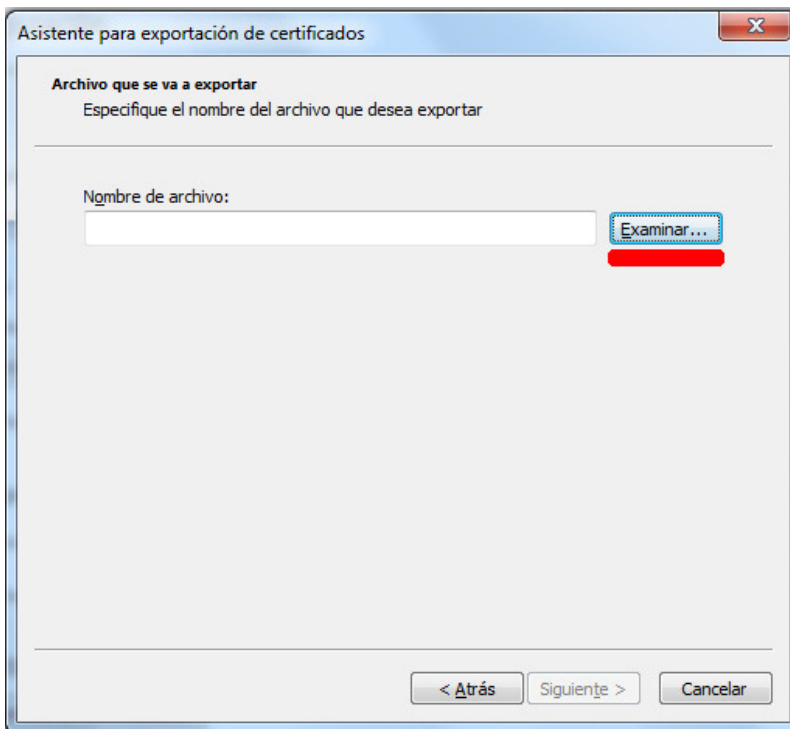 Asistente para exportación de certificados
Archivo que se va a exportar
Especifique el nombre del archivo que desea exportar
Nombre de archivo:
Examinar...
< Atrás Siguiente > Cancelar